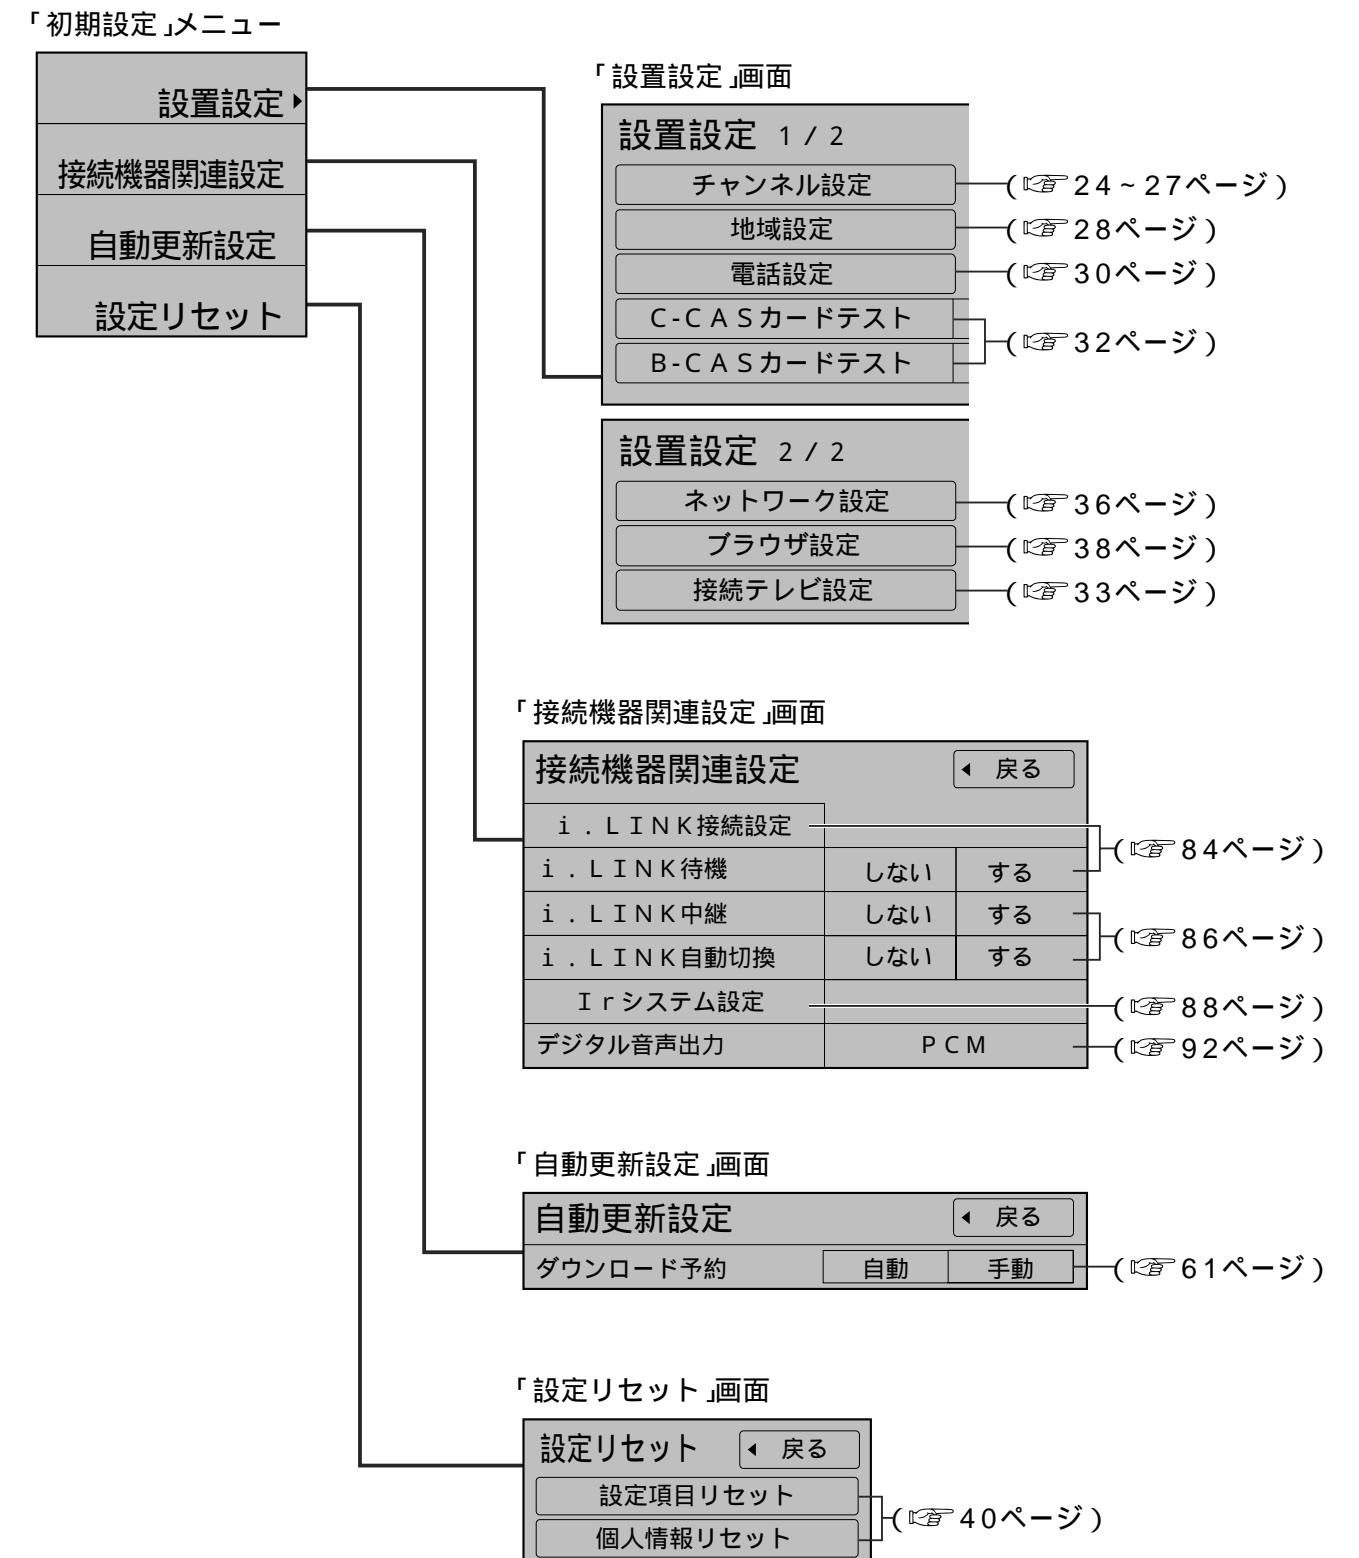 「初期設定」メニュー
設置設定
接続機器関連設定
自動更新設定
設定リセット
「設置設定」画面
設置設定 1/2
チャンネル設定 (☞24~27ページ)
地域設定 (☞28ページ)
電話設定 (☞30ページ)
C-CASカードテスト
B-CASカードテスト
(☞32ページ)
設置設定 2/2
ネットワーク設定 (☞36ページ)
ブラウザ設定 (☞38ページ)
接続テレビ設定 (☞33ページ)
「接続機器関連設定」画面
接続機器関連設定 戻る
i.LINK接続設定
(☞84ページ)
i.LINK待機 しない する
i.LINK中継 しない する
(☞86ページ)
i.LINK自動切換 しない する
Irシステム設定 (☞88ページ)
デジタル音声出力 PCM (☞92ページ)
「自動更新設定」画面
自動更新設定 戻る
ダウンロード予約 自動 手動 (☞61ページ)
「設定リセット」画面
設定リセット 戻る
設定項目リセット
(☞40ページ)
個人情報リセット